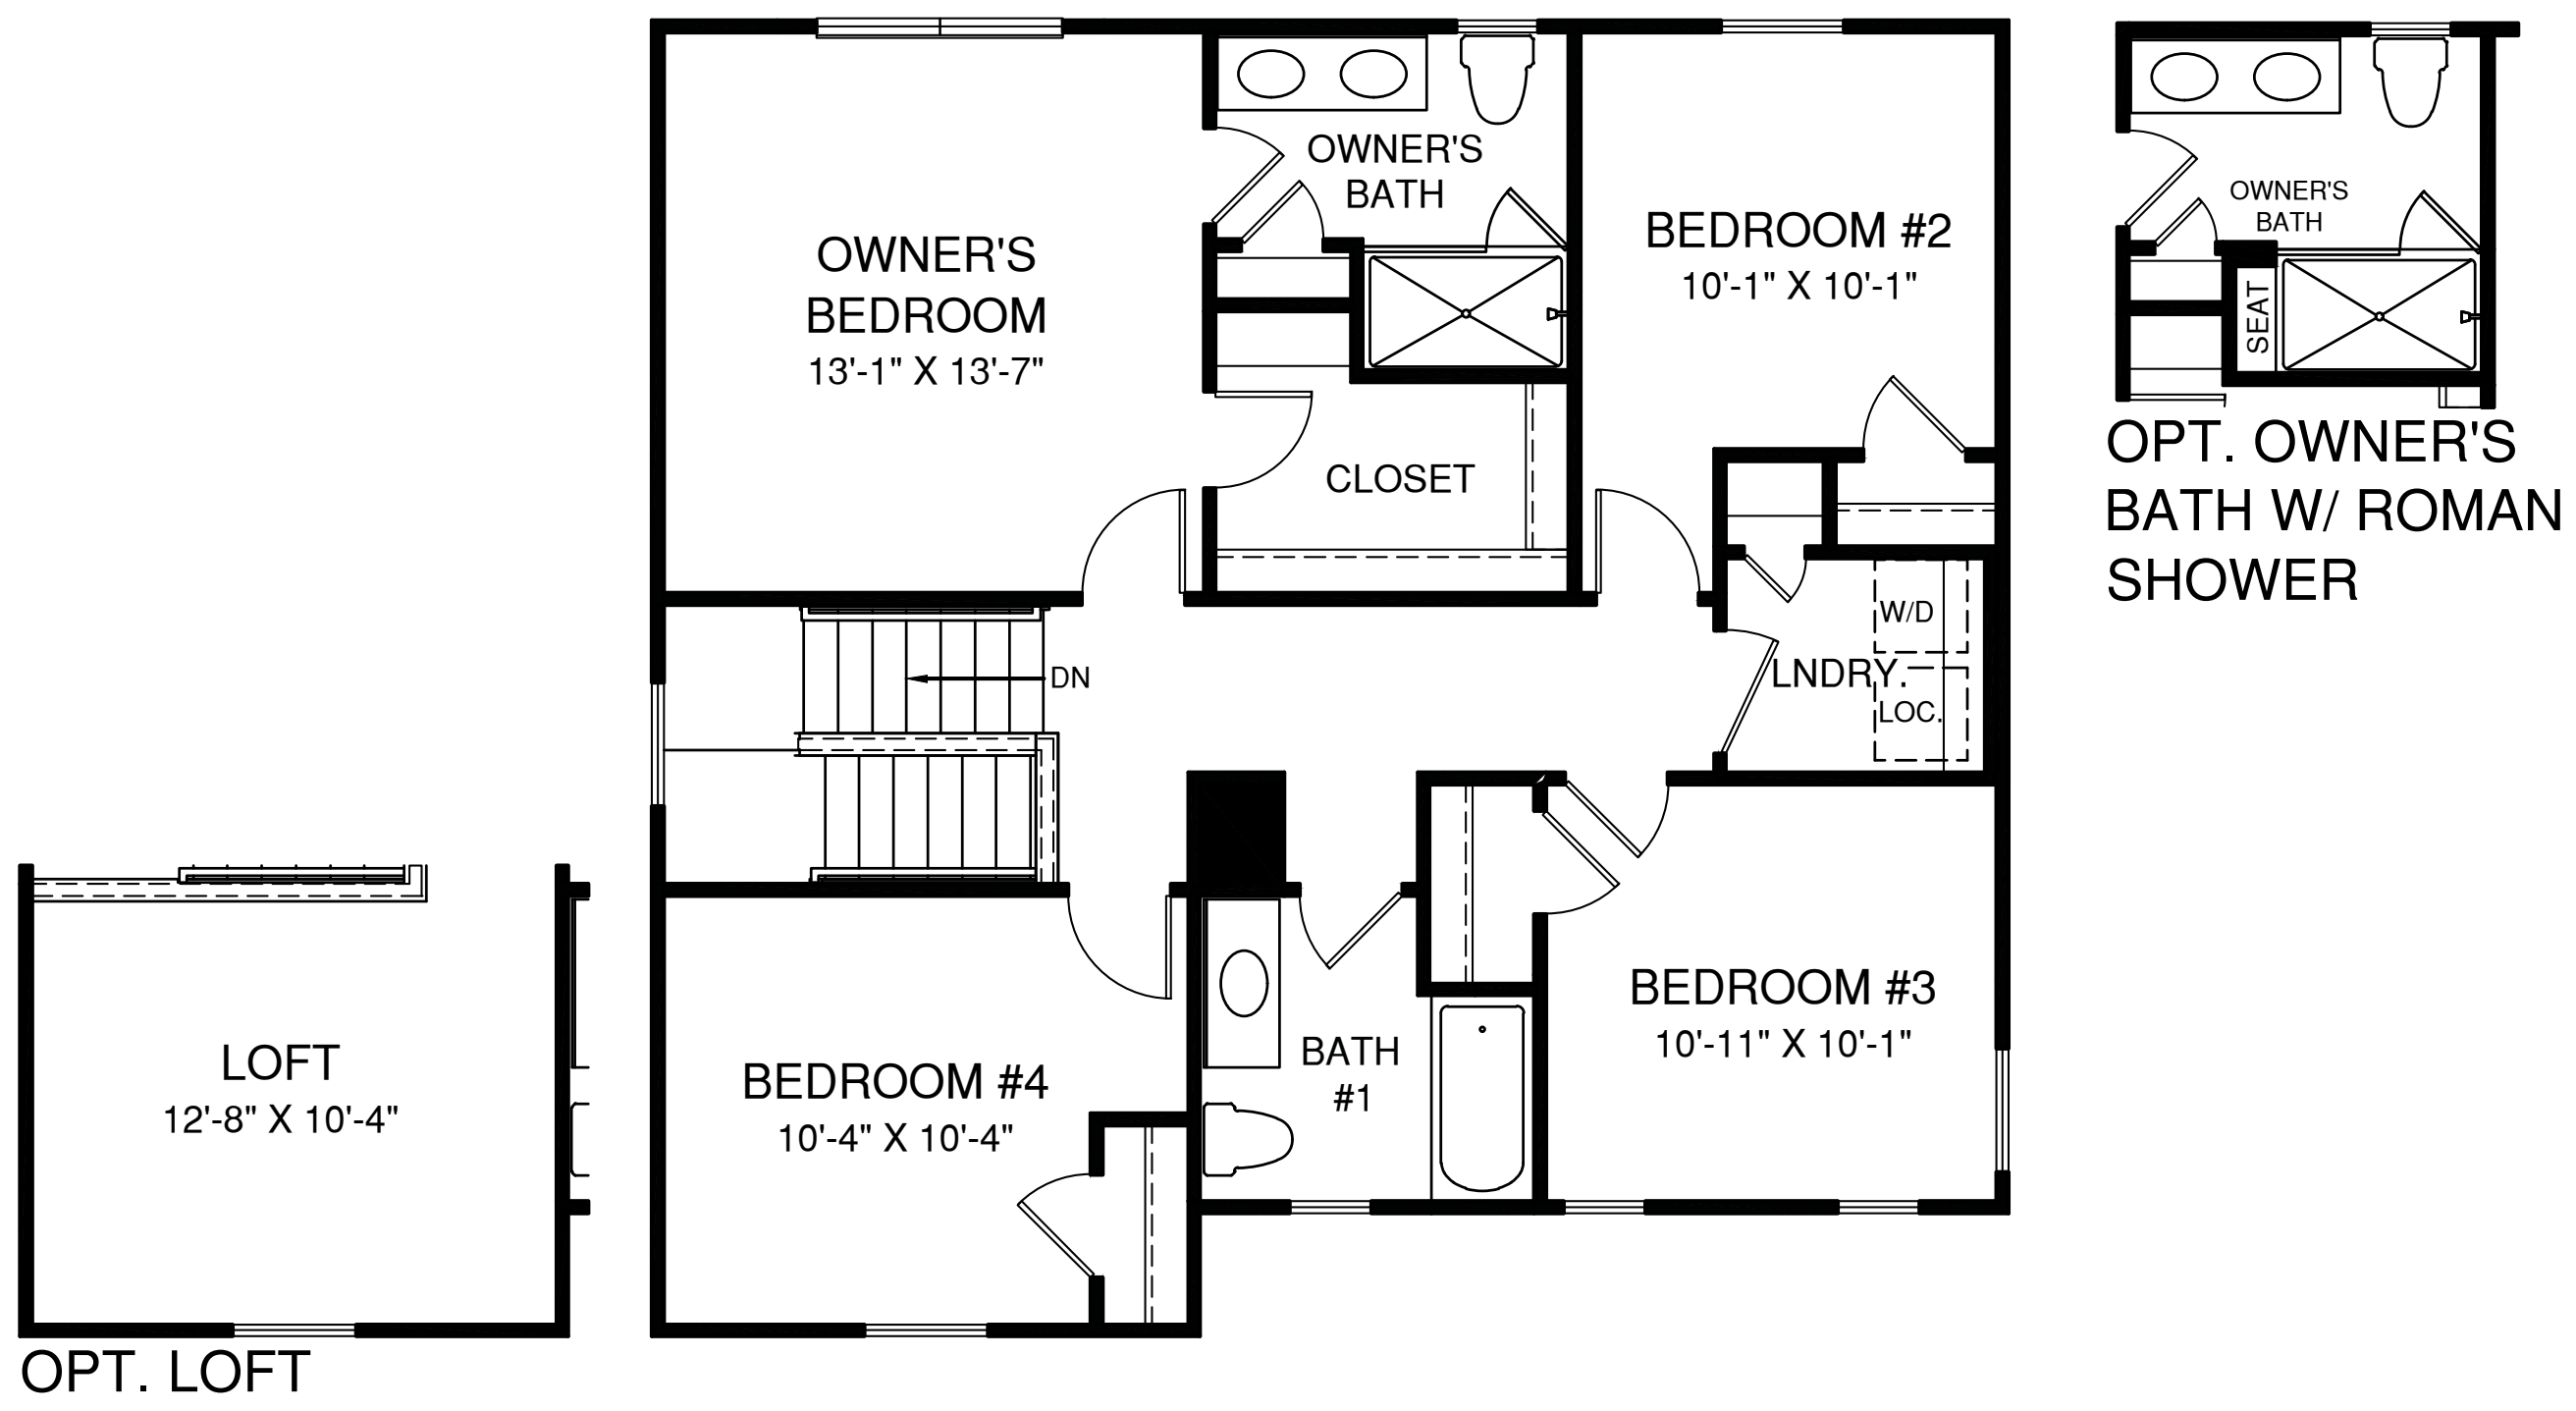 OWNER'S
BEDROOM
13'-1" X 13'-7"
OWNER'S
BATH
CLOSET
BEDROOM #2
10'-1" X 10'-1"
OWNER'S
BATH
SEAT
OPT. OWNER'S
BATH W/ ROMAN
SHOWER
DN
W/D
LNDRY.
LOC.
LOFT
12'-8" X 10'-4"
OPT. LOFT
BEDROOM #4
10'-4" X 10'-4"
BATH
#1
BEDROOM #3
10'-11" X 10'-1"